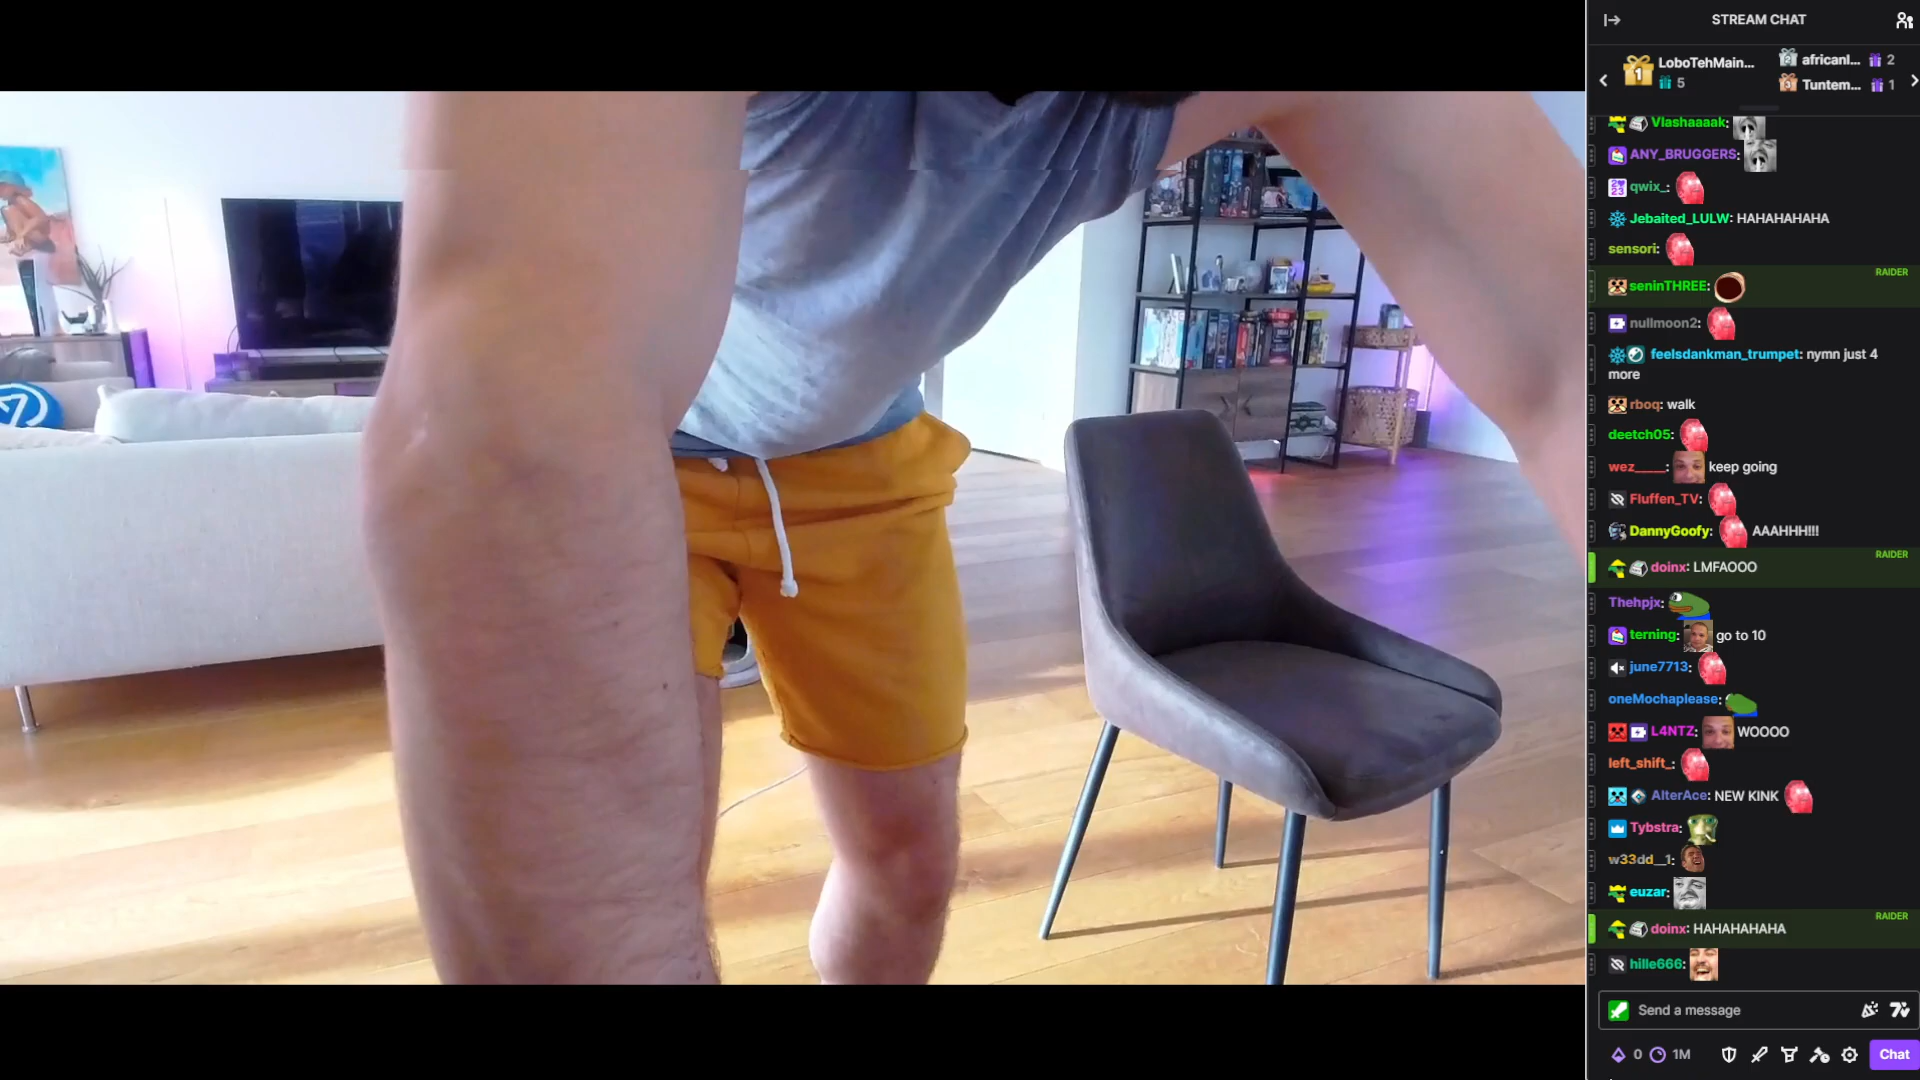 STREAM CHAT
LoboTehMain...
5
africanl... 2
Tuntem... 1
Vlashaaaak:
ANY_BRUGGERS:
qwix_:
Jebaited_LULW: HAHAHAHAHA
sensori:
RAIDER
seninTHREE:
nullmoon2:
feelsdankman_trumpet: nymn just 4
more
rboq: walk
deetch05:
wez_____: keep going
Fluffen_TV:
DannyGoofy: AAAHHH!!!
RAIDER
doinx: LMFAOOO
Thehpjx:
terning: go to 10
june7713:
oneMochaplease:
L4NTZ: WOOOO
left_shift_:
AlterAce: NEW KINK
Tybstra:
w33dd__1:
euzar:
RAIDER
doinx: HAHAHAHAHA
hille666:
Send a message
0 1M
Chat